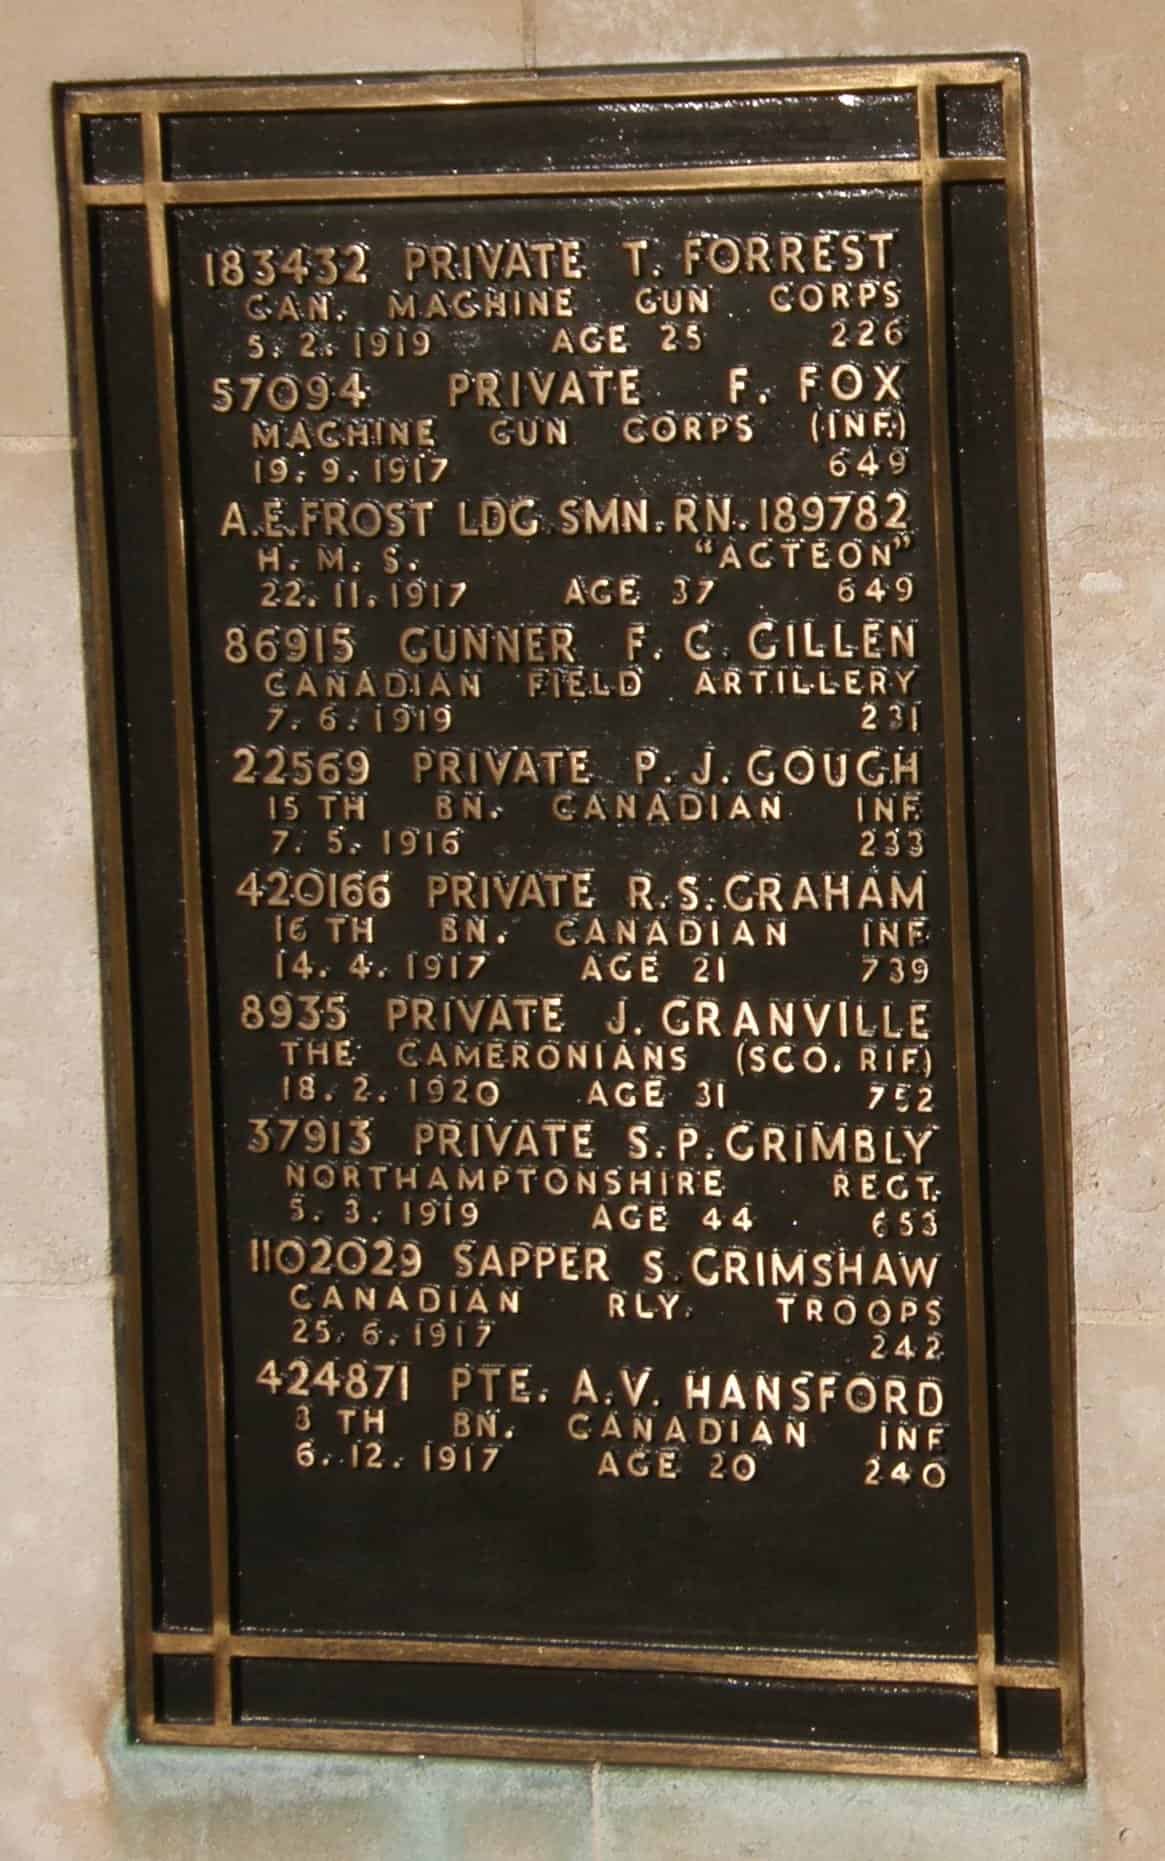 183432 PRIVATE T. FORREST
CAN. MACHINE GUN CORPS
5. 2. 1919 AGE 25 226
57094 PRIVATE F. FOX
MACHINE GUN CORPS (INF.)
19. 9. 1917 649
A.E.FROST LDG.SMN.RN.189782
H. M. S. "ACTEON"
22. 11. 1917 AGE 37 649
86915 GUNNER F. C. GILLEN
CANADIAN FIELD ARTILLERY
7. 6. 1919 231
22569 PRIVATE P. J. GOUGH
15 TH BN. CANADIAN INF.
7. 5. 1916 233
420166 PRIVATE R.S.GRAHAM
16 TH BN. CANADIAN INF.
14. 4. 1917 AGE 21 739
8935 PRIVATE J. GRANVILLE
THE CAMERONIANS (SCO. RIF.)
18. 2. 1920 AGE 31 752
37913 PRIVATE S.P.GRIMBLY
NORTHAMPTONSHIRE REGT.
5. 3. 1919 AGE 44 653
1102029 SAPPER S. GRIMSHAW
CANADIAN RLY. TROOPS
25. 6. 1917 242
424871 PTE. A.V. HANSFORD
8 TH BN. CANADIAN INF.
6. 12. 1917 AGE 20 240